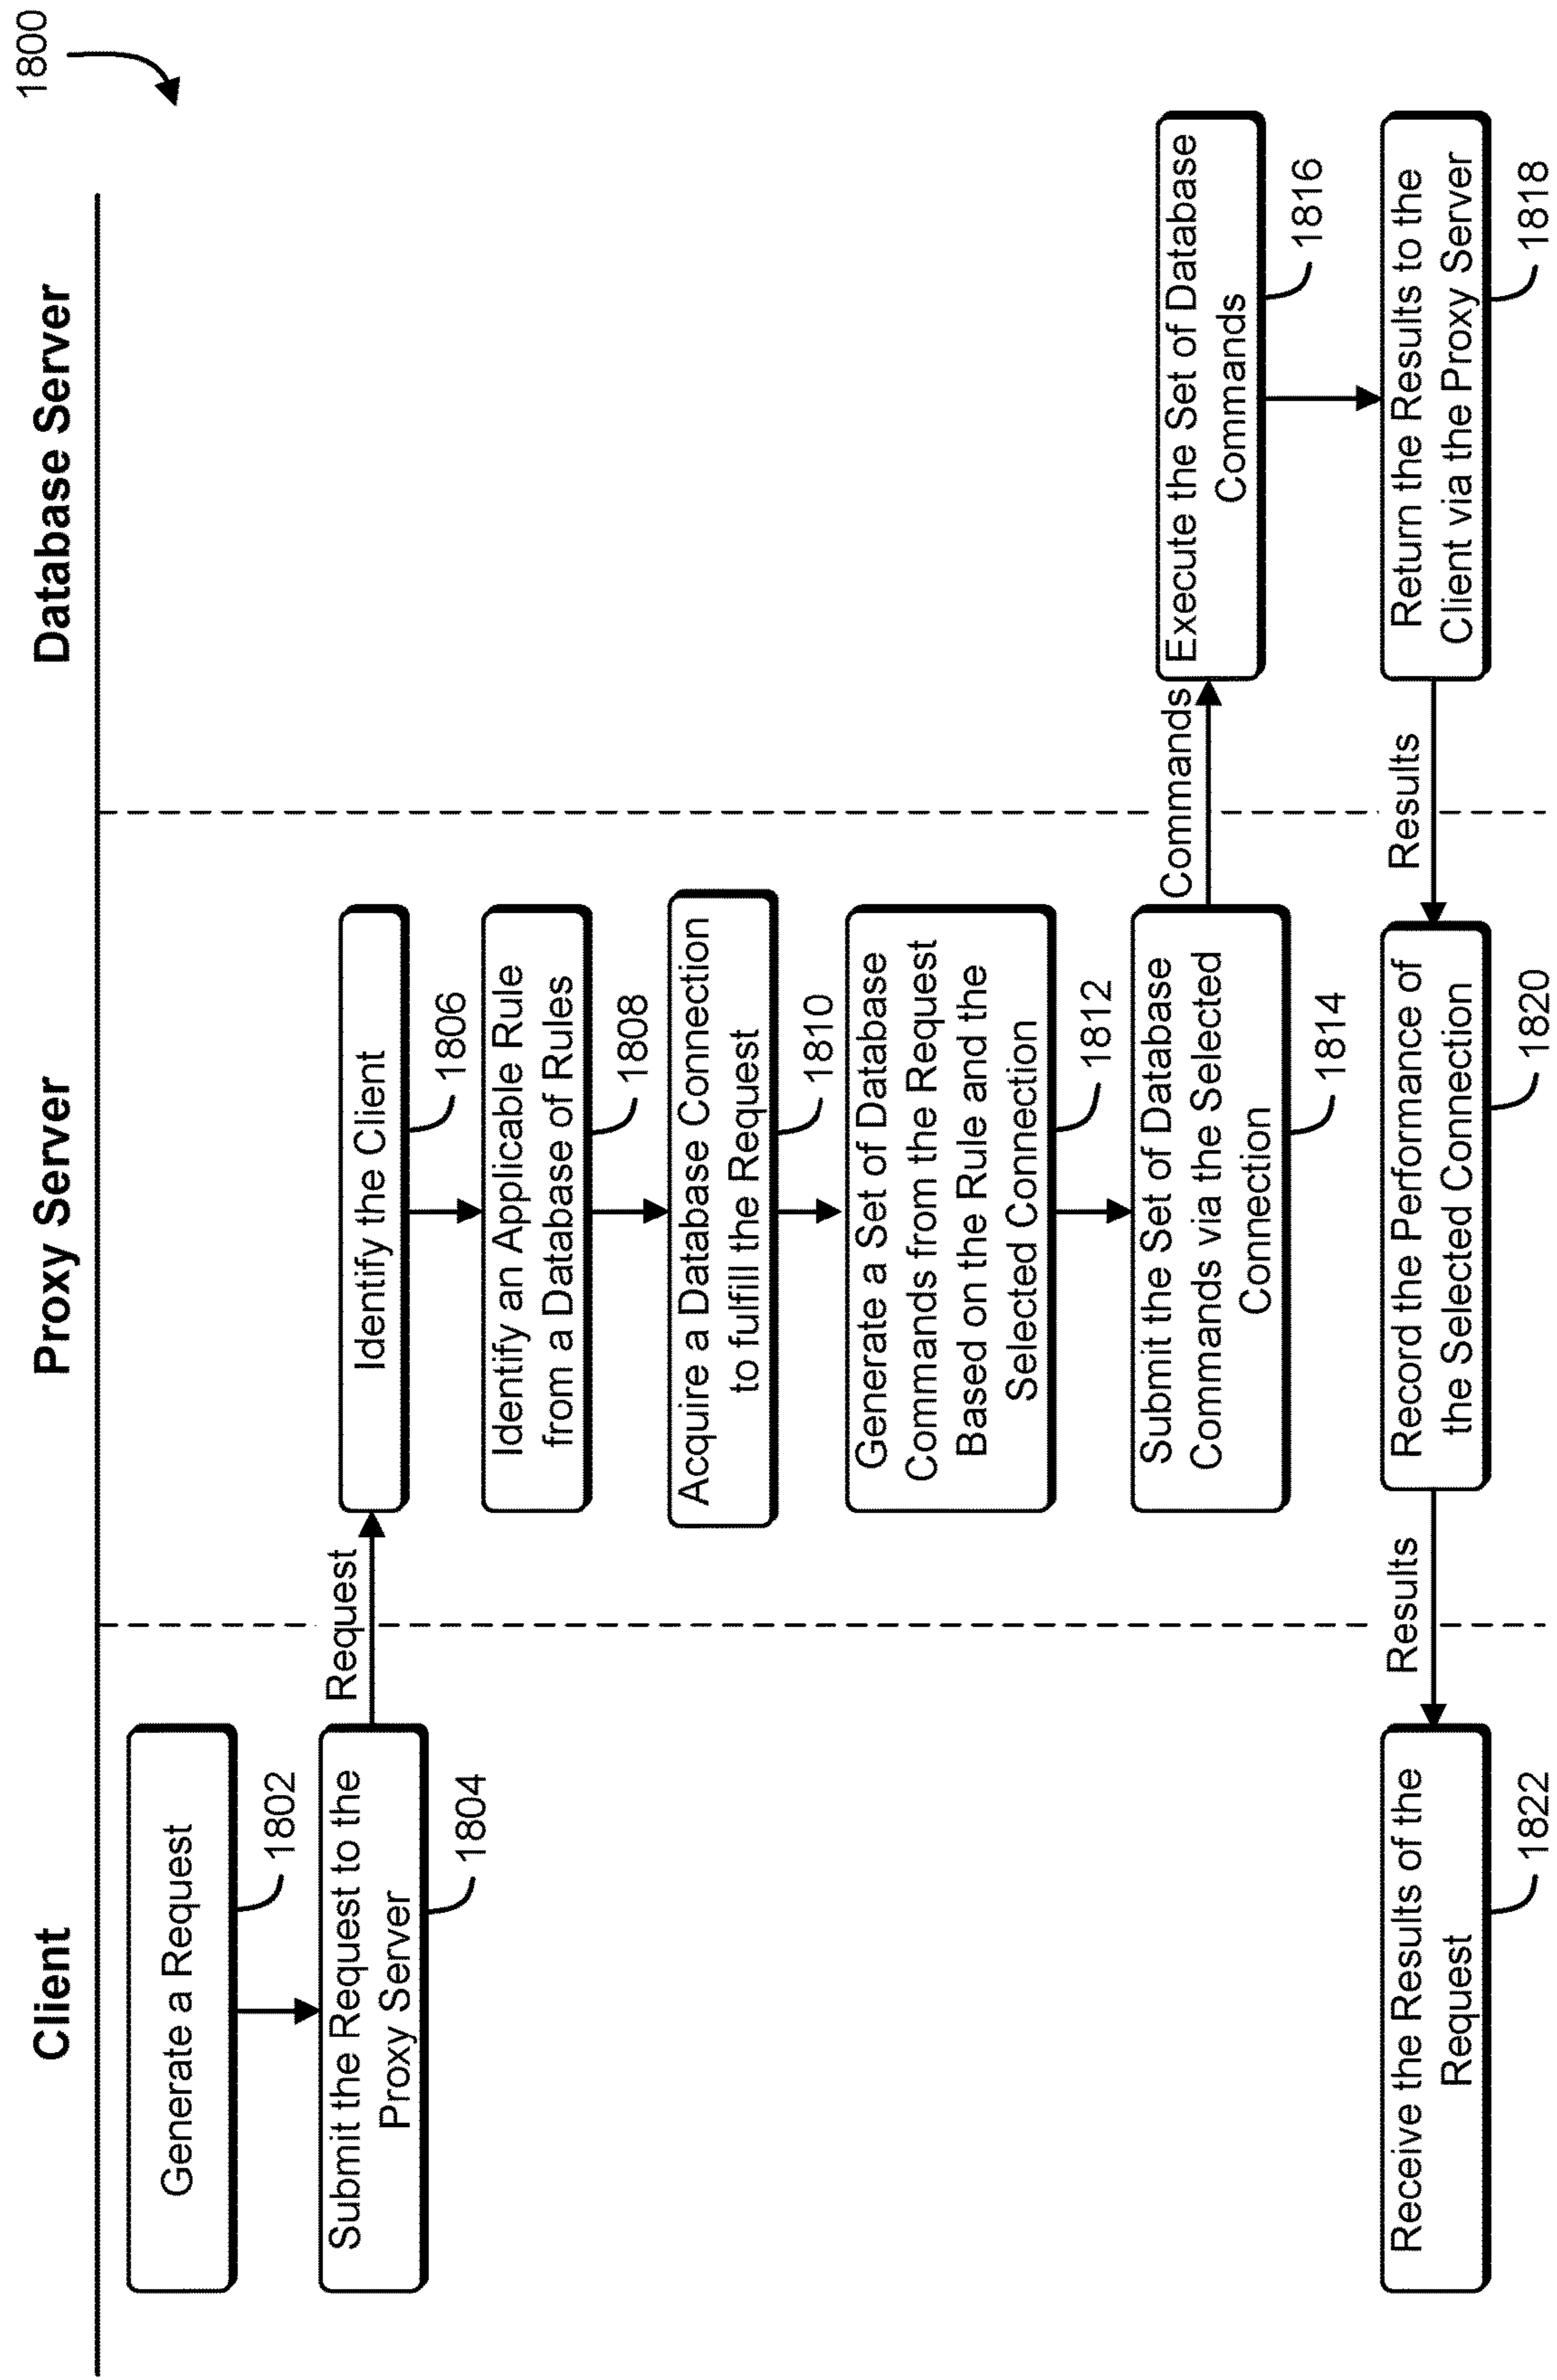 1800
Client
Proxy Server
Database Server
Generate a Request
1802
Submit the Request to the
Proxy Server
1804
Request
Identify the Client
1806
Identify an Applicable Rule
from a Database of Rules
1808
Acquire a Database Connection
to fulfill the Request
1810
Generate a Set of Database
Commands from the Request
Based on the Rule and the
Selected Connection
1812
Submit the Set of Database
Commands via the Selected
Connection
1814
Commands
Execute the Set of Database
Commands
1816
Return the Results to the
Client via the Proxy Server
1818
Results
Record the Performance of
the Selected Connection
1820
Results
Receive the Results of the
Request
1822